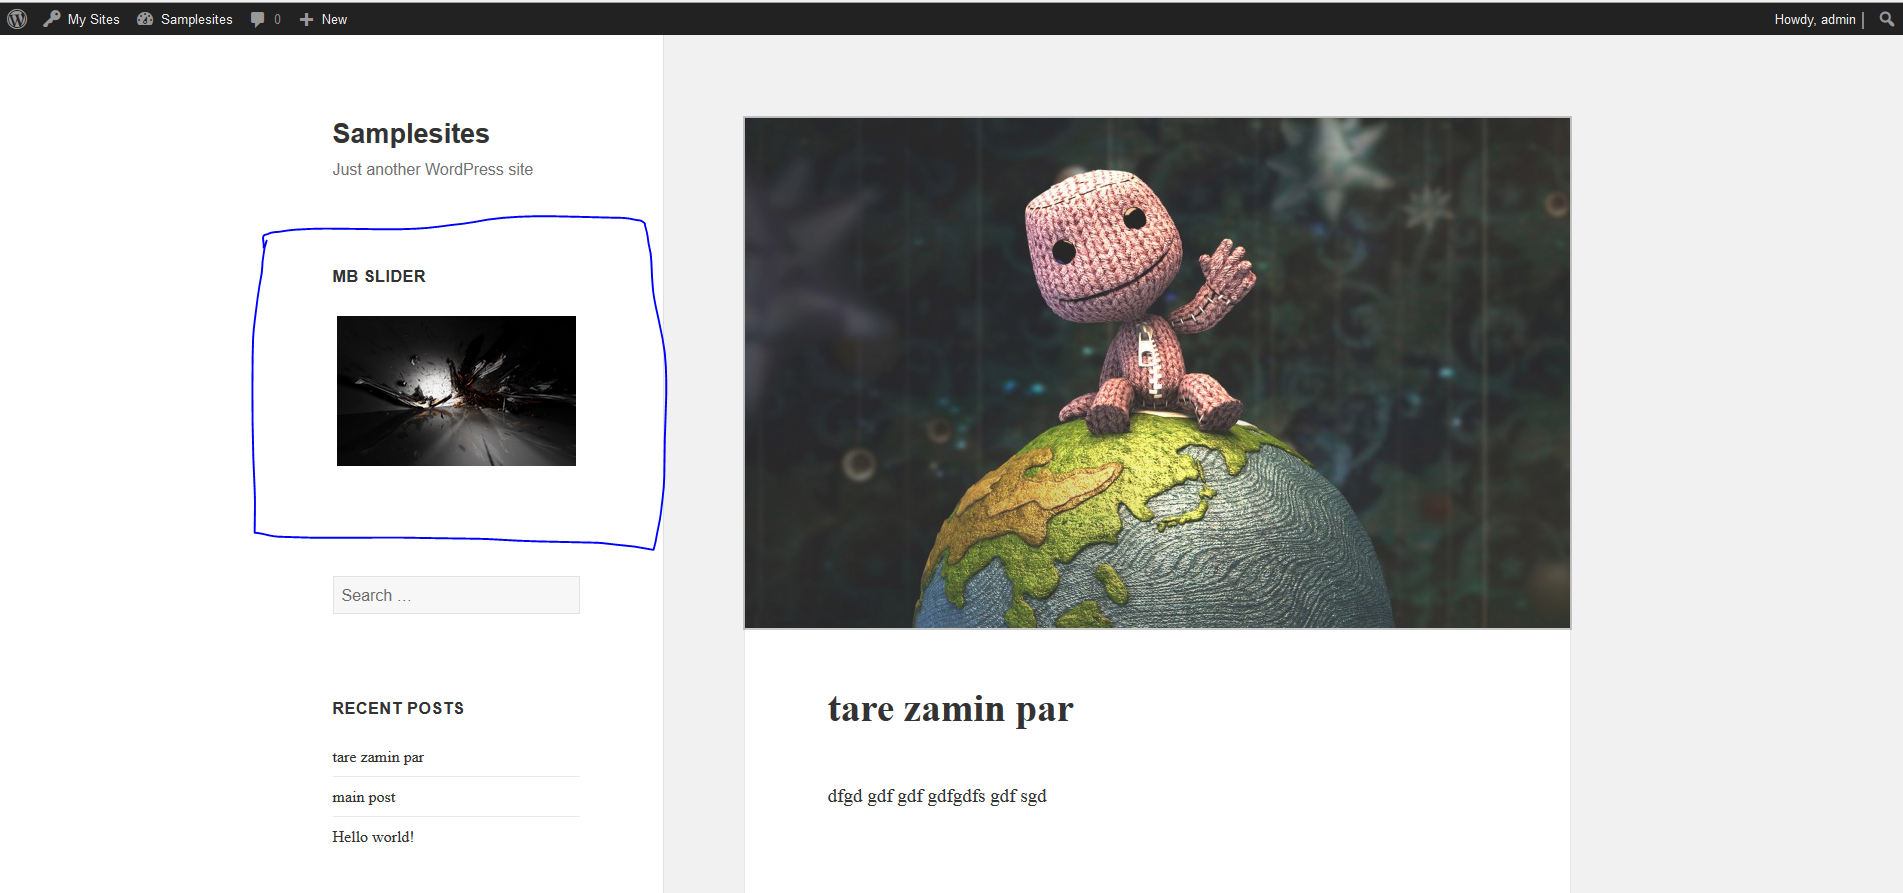 My Sites Samplesites 0 New Howdy, admin
Samplesites
Just another WordPress site
MB SLIDER
Search …
RECENT POSTS
tare zamin par
main post
Hello world!
tare zamin par
dfgd gdf gdf gdfgdfs gdf sgd